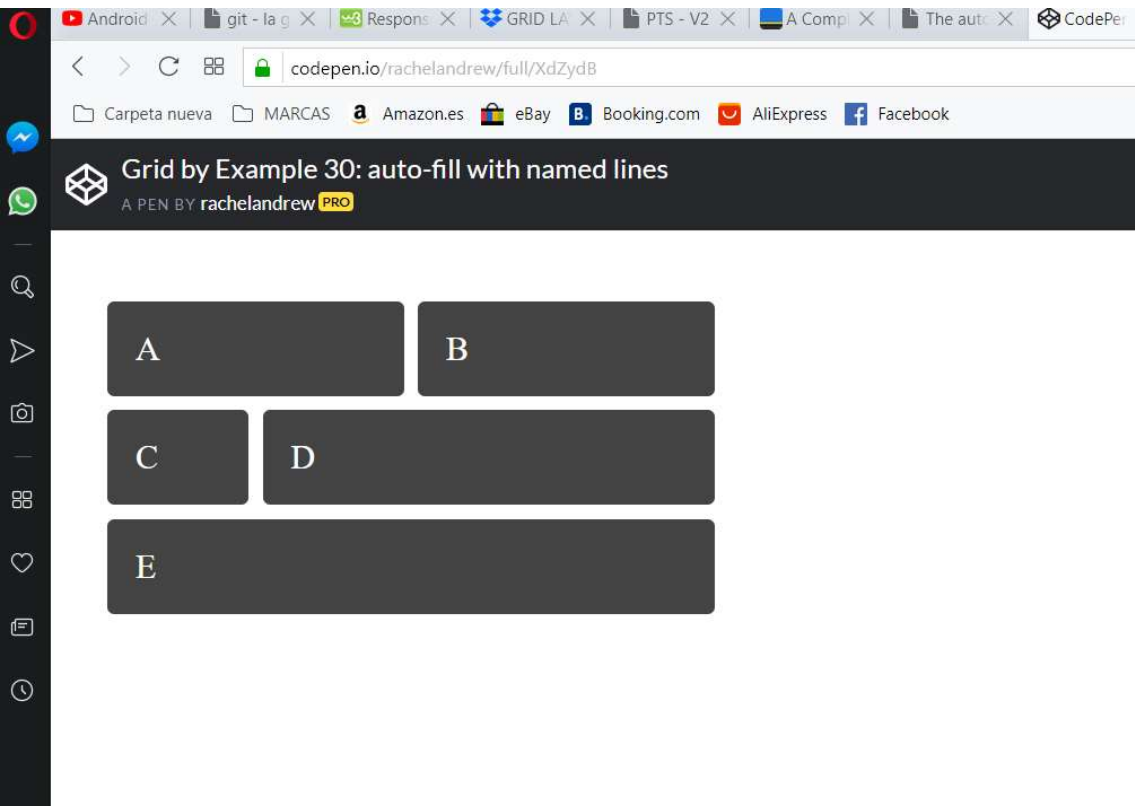 Android git - la g Respons GRID LA PTS - V2 A Compl The auto CodePen
codepen.io/rachelandrew/full/XdZydB
Carpeta nueva MARCAS a Amazon.es eBay B. Booking.com AliExpress f Facebook
Grid by Example 30: auto-fill with named lines
A PEN BY rachelandrew PRO
A B
C D
E